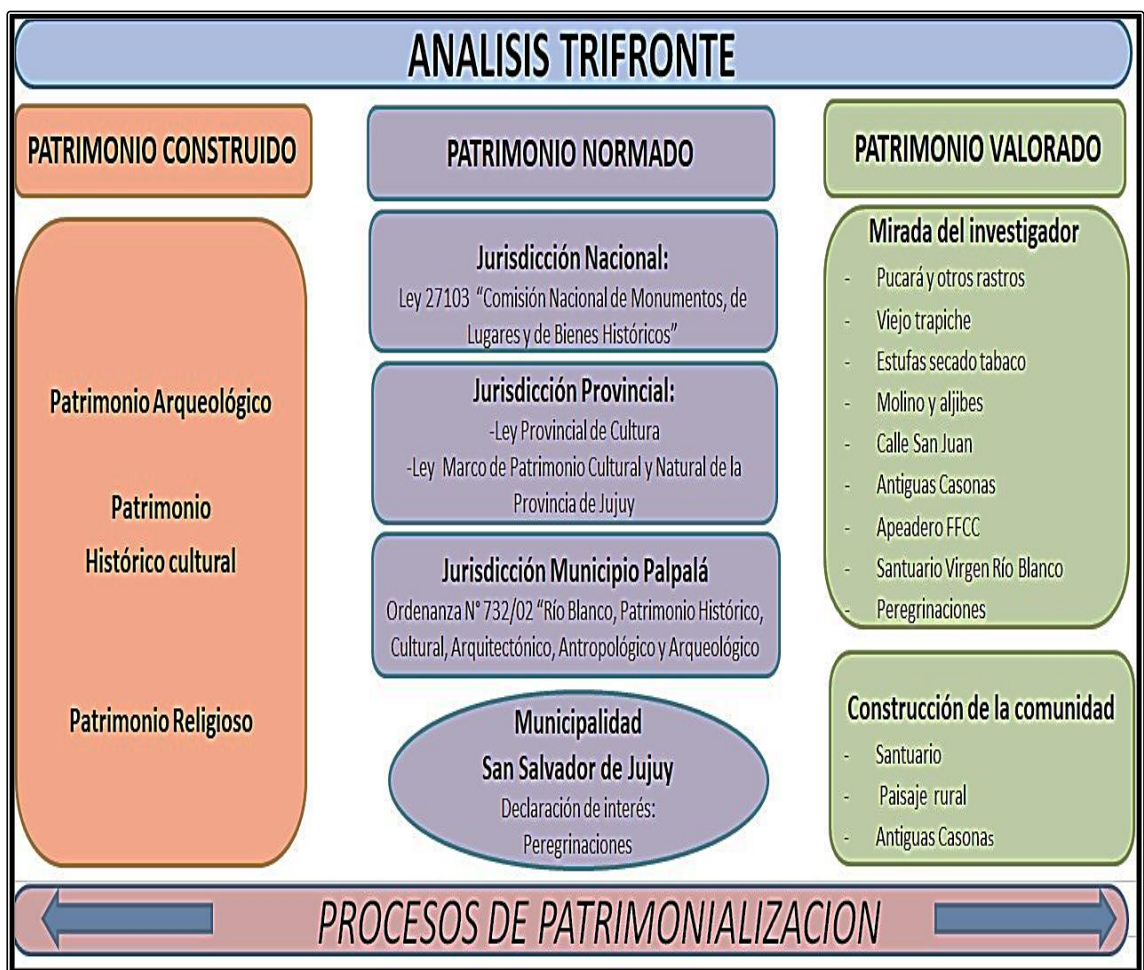 ANALISIS TRIFRONTE
PATRIMONIO CONSTRUIDO
Patrimonio Arqueológico
Patrimonio
Histórico cultural
Patrimonio Religioso
PATRIMONIO NORMADO
Jurisdicción Nacional:
Ley 27103 “Comisión Nacional de Monumentos, de
Lugares y de Bienes Históricos”
Jurisdicción Provincial:
-Ley Provincial de Cultura
-Ley Marco de Patrimonio Cultural y Natural de la
Provincia de Jujuy
Jurisdicción Municipio Palpalá
Ordenanza N° 732/02 “Río Blanco, Patrimonio Histórico,
Cultural, Arquitectónico, Antropológico y Arqueológico
Municipalidad
San Salvador de Jujuy
Declaración de interés:
Peregrinaciones
PATRIMONIO VALORADO
Mirada del investigador
- Pucará y otros rastros
- Viejo trapiche
- Estufas secado tabaco
- Molino y aljibes
- Calle San Juan
- Antiguas Casonas
- Apeadero FFCC
- Santuario Virgen Río Blanco
- Peregrinaciones
Construcción de la comunidad
- Santuario
- Paisaje rural
- Antiguas Casonas
PROCESOS DE PATRIMONIALIZACION